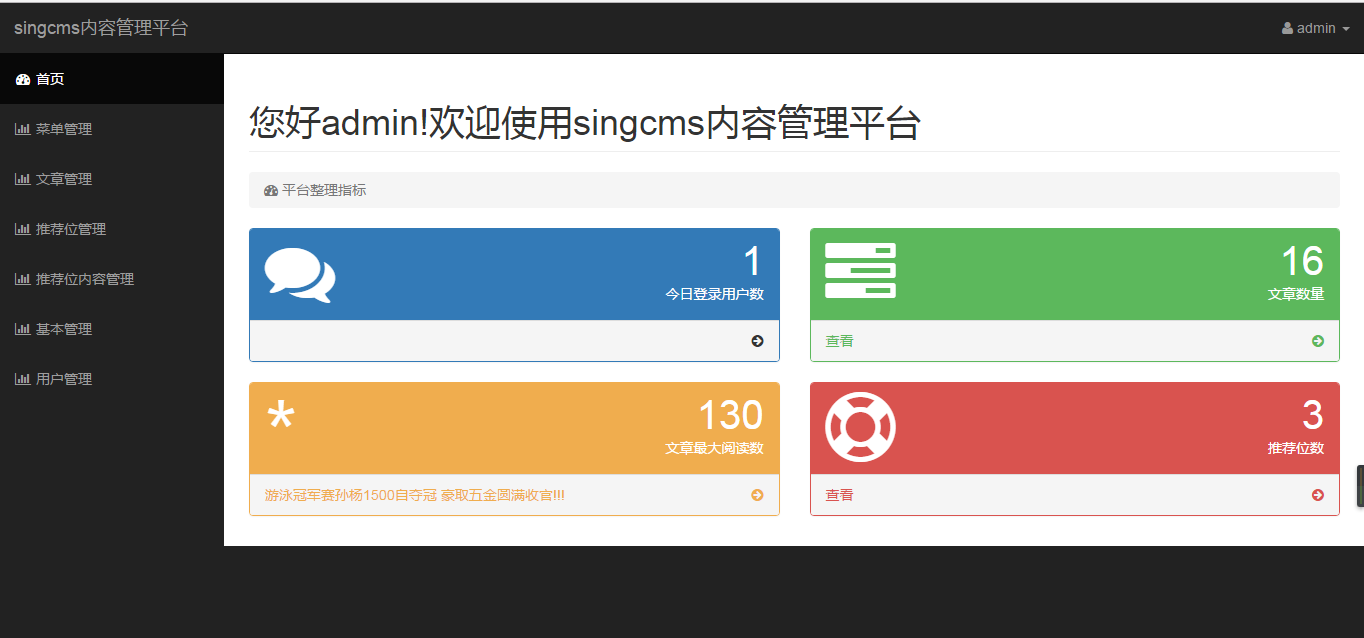 singcms内容管理平台
admin
首页
菜单管理
文章管理
推荐位管理
推荐位内容管理
基本管理
用户管理
您好admin!欢迎使用singcms内容管理平台
平台整理指标
1
今日登录用户数
16
文章数量
查看
130
文章最大阅读数
游泳冠军赛孙杨1500自夺冠 豪取五金圆满收官!!!
3
推荐位数
查看